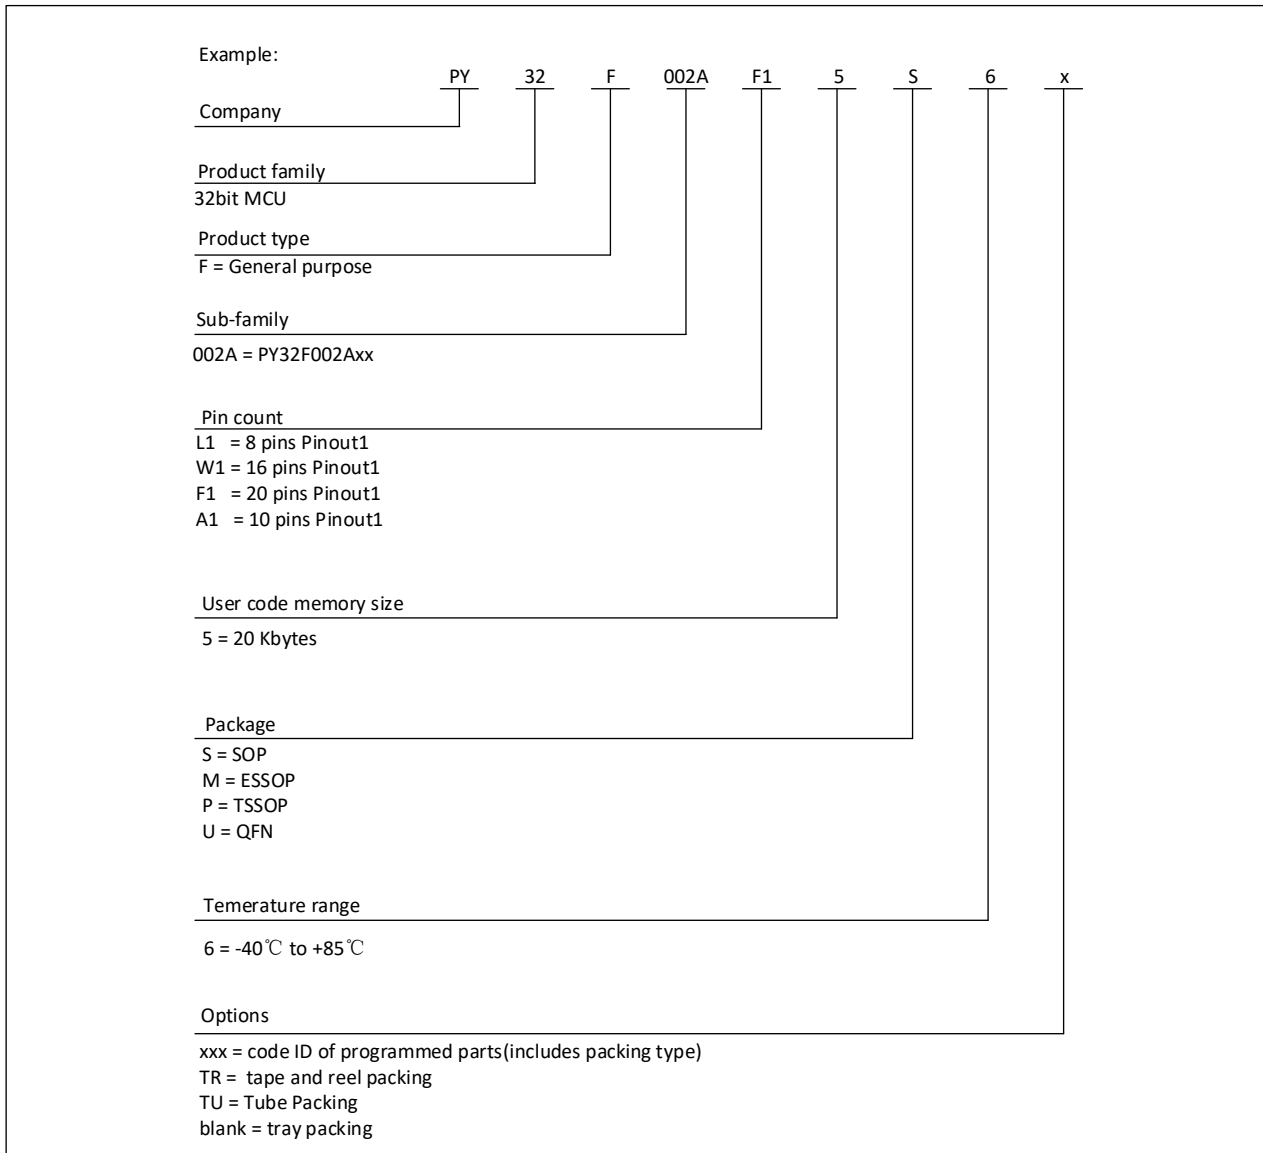 Example:
PY 32 F 002A F1 5 S 6 x
Company
Product family
32bit MCU
Product type
F = General purpose
Sub-family
002A = PY32F002Axx
Pin count
L1 = 8 pins Pinout1
W1 = 16 pins Pinout1
F1 = 20 pins Pinout1
A1 = 10 pins Pinout1
User code memory size
5 = 20 Kbytes
Package
S = SOP
M = ESSOP
P = TSSOP
U = QFN
Temerature range
6 = -40℃ to +85℃
Options
xxx = code ID of programmed parts(includes packing type)
TR = tape and reel packing
TU = Tube Packing
blank = tray packing